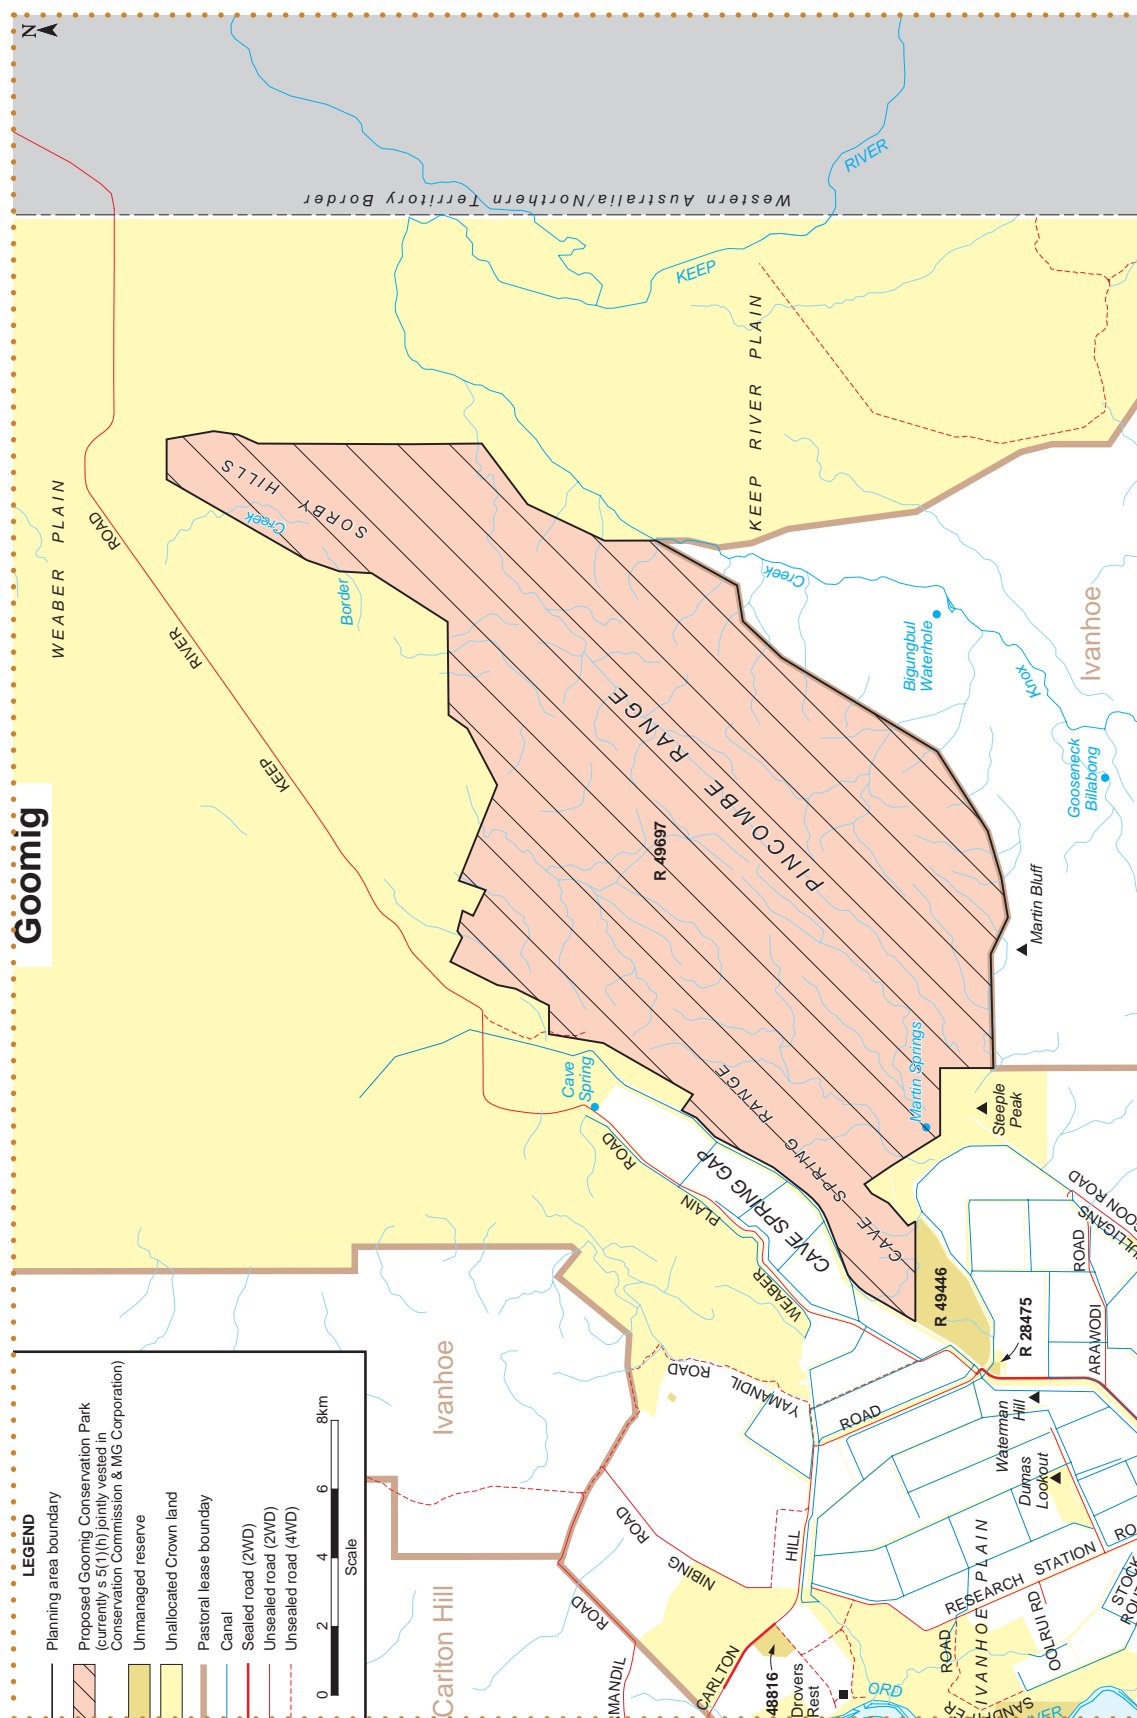 Goomig
N
WEABER PLAIN
ROAD
RIVER
KEEP
SORBY HILLS
Creek
Border
Western Australia/Northern Territory Border
RIVER
KEEP
KEEP RIVER PLAIN
PINCOMBE RANGE
R 49697
Creek
Bigungbul
Waterhole
Knox
Ivanhoe
Gooseneck
Billabong
Martin Bluff
Martin Springs
Steeple
Peak
Cave
Spring
CAVE SPRING RANGE
CAVE SPRING GAP
ROAD
PLAIN
WEABER
R 49446
R 28475
ROAD
ARAWODI
Waterman
Hill
Dumas
Lookout
ROAD
YAMANDIL
ROAD
Ivanhoe
Carlton Hill
ROAD
NIBING
HILL
ROAD
CARLTON
48816
Drovers
Rest
ORD
ROAD
RESEARCH STATION
IVANHOE PLAIN
OOLRUI RD
STOCK
LEGEND
Planning area boundary
Proposed Goomig Conservation Park
(currently s 5(1)(h) jointly vested in
Conservation Commission & MG Corporation)
Unmanaged reserve
Unallocated Crown land
Pastoral lease boundary
Canal
Sealed road (2WD)
Unsealed road (2WD)
Unsealed road (4WD)
0 2 4 6 8km
Scale